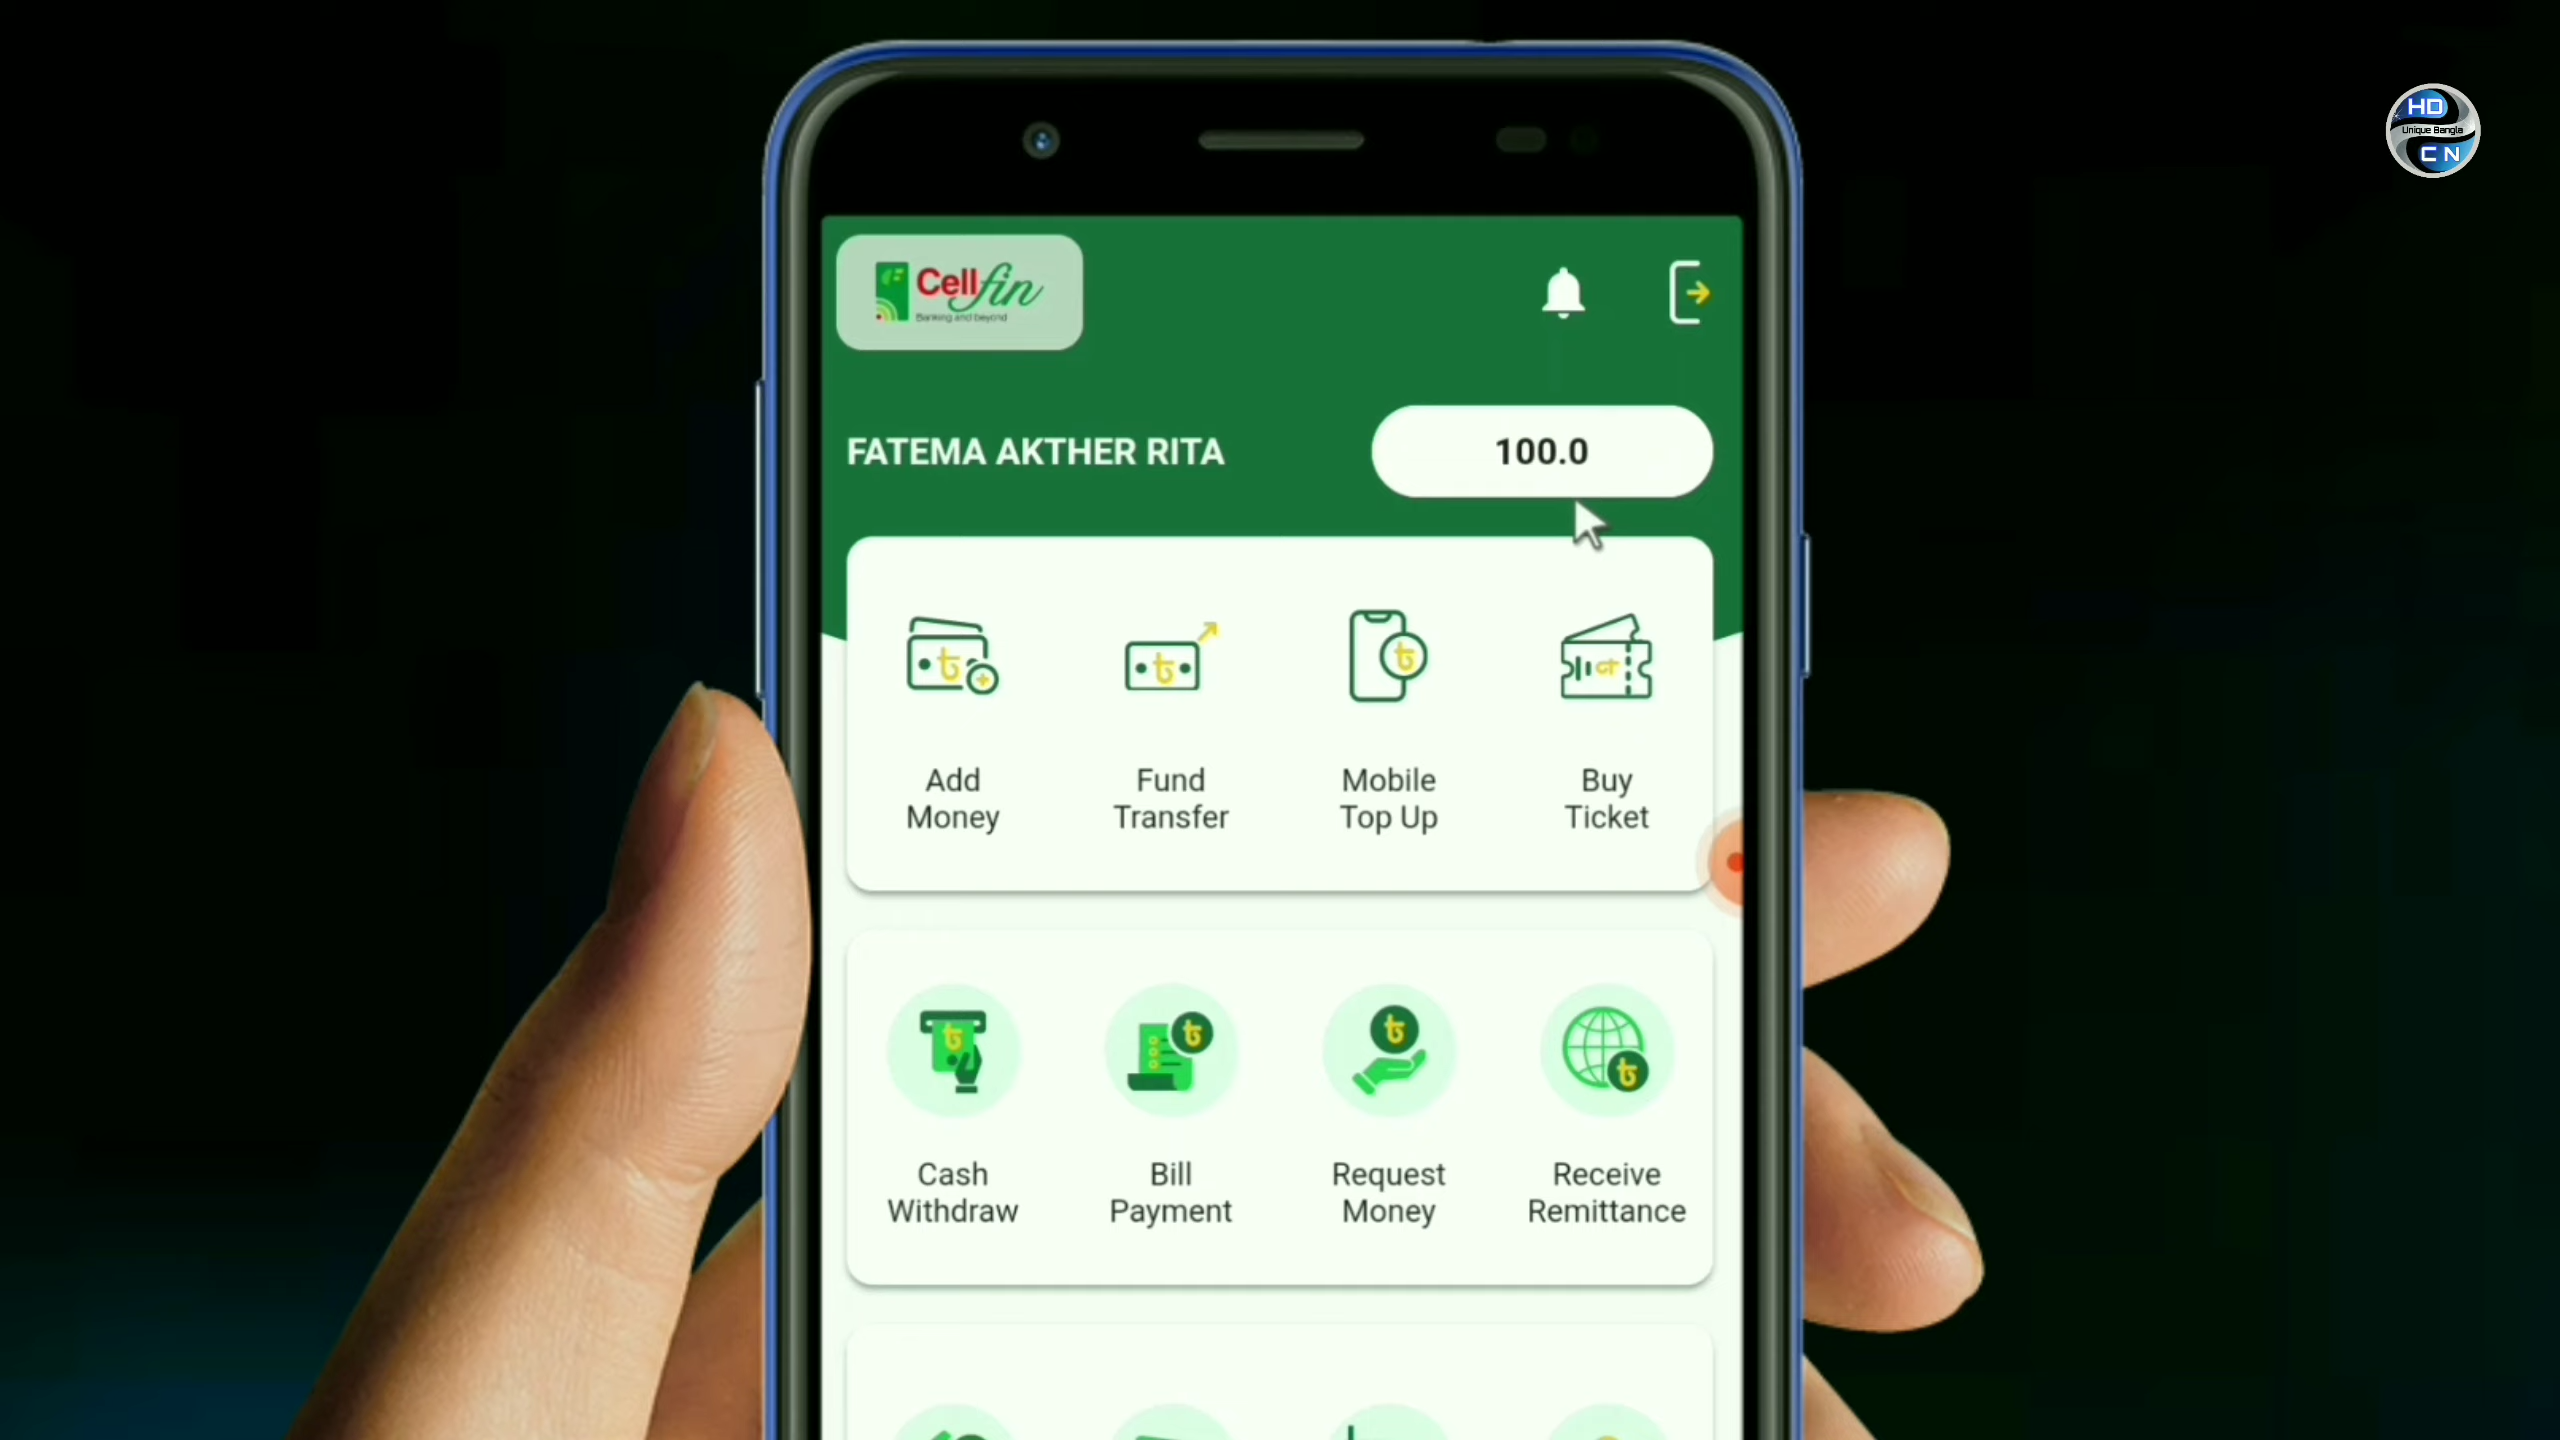 HD
Unique Bangla
CN
Cellfin
Banking and beyond
FATEMA AKTHER RITA
100.0
Add
Money
Fund
Transfer
Mobile
Top Up
Buy
Ticket
Cash
Withdraw
Bill
Payment
Request
Money
Receive
Remittance